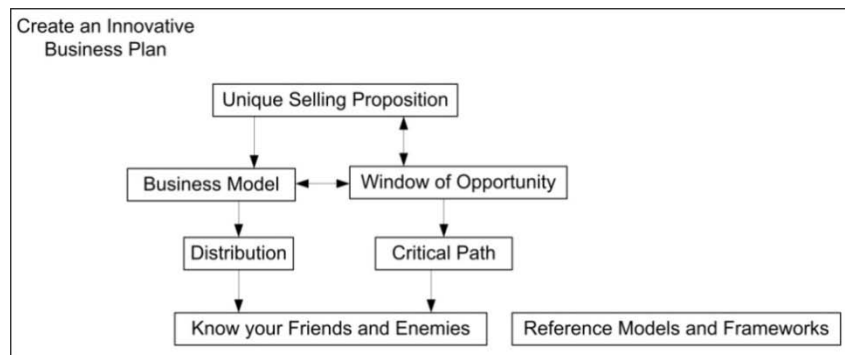 Create an Innovative
Business Plan
Unique Selling Proposition
Business Model
Window of Opportunity
Distribution
Critical Path
Know your Friends and Enemies
Reference Models and Frameworks